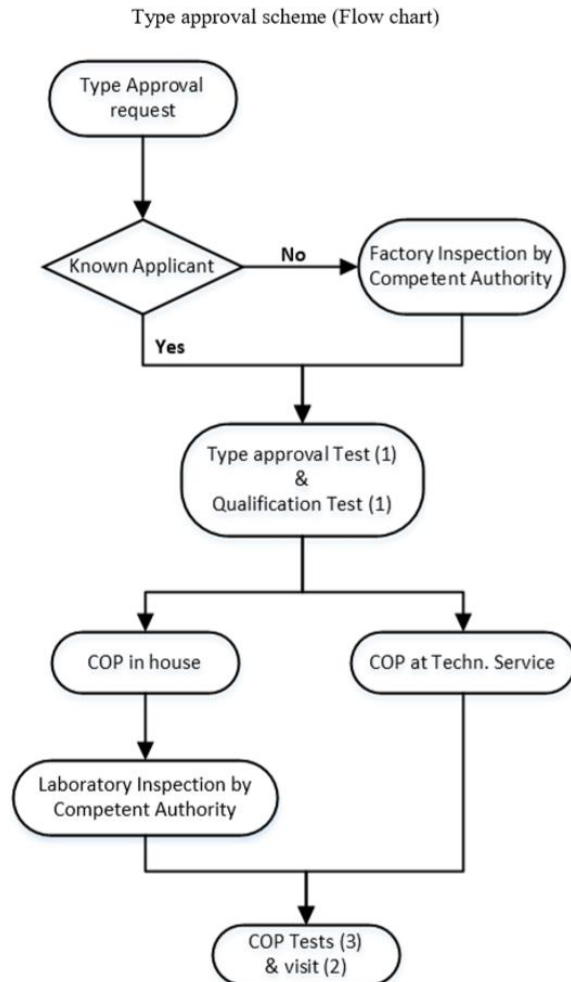 Type approval scheme (Flow chart)
Type Approval
request
Known Applicant
No
Factory Inspection by
Competent Authority
Yes
Type approval Test (1)
&
Qualification Test (1)
COP in house
COP at Techn. Service
Laboratory Inspection by
Competent Authority
COP Tests (3)
& visit (2)